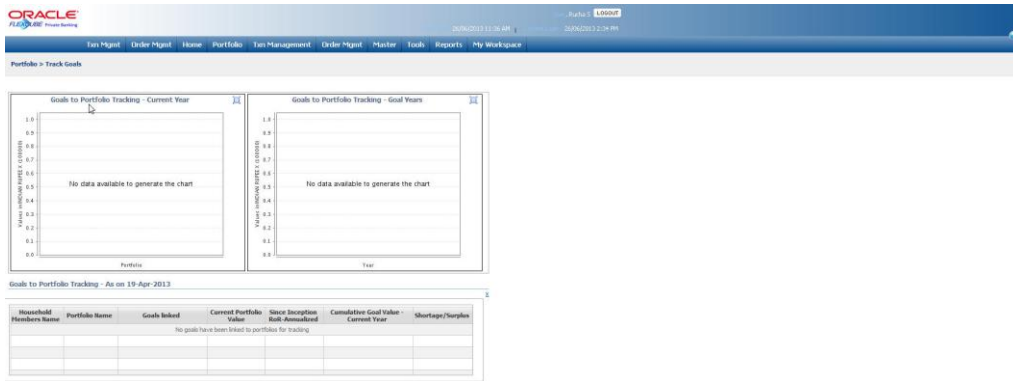 ORACLE
FLEXCUBE Private Banking
Rucha S LOGOUT
Txn Mgmt Order Mgmt Home Portfolio Txn Management Order Mgmt Master Tools Reports My Workspace
Portfolio > Track Goals
Goals to Portfolio Tracking - Current Year
1.0
0.9
0.8
0.7
0.6
0.5
0.4
0.3
0.2
0.1
0.0
No data available to generate the chart
Portfolio
Goals to Portfolio Tracking - Goal Years
1.0
0.9
0.8
0.7
0.6
0.5
0.4
0.3
0.2
0.1
0.0
No data available to generate the chart
Year
Goals to Portfolio Tracking - As on 19-Apr-2013
Household Members Name Portfolio Name Goals linked Current Portfolio Value Since Inception RoR-Annualized Cumulative Goal Value - Current Year Shortage/Surplus
No goals have been linked to portfolios for tracking